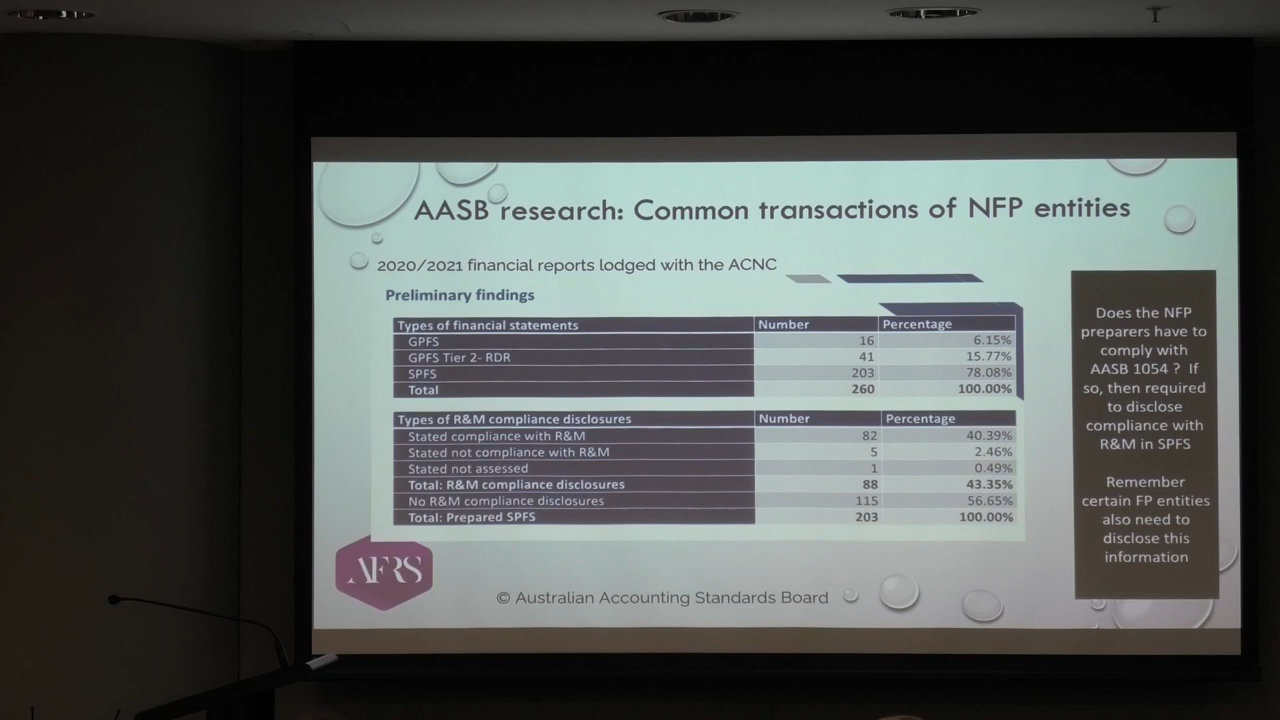 AASB research: Common transactions of NFP entities
2020/2021 financial reports lodged with the ACNC
Preliminary findings
Types of financial statements Number Percentage
GPFS 16 6.15%
GPFS Tier 2- RDR 41 15.77%
SPFS 203 78.08%
Total 260 100.00%
Types of R&M compliance disclosures Number Percentage
Stated compliance with R&M 82 40.39%
Stated not compliance with R&M 5 2.46%
Stated not assessed 1 0.49%
Total: R&M compliance disclosures 88 43.35%
No R&M compliance disclosures 115 56.65%
Total: Prepared SPFS 203 100.00%
Does the NFP
preparers have to
comply with
AASB 1054 ? If
so, then required
to disclose
compliance with
R&M in SPFS
Remember
certain FP entities
also need to
disclose this
information
AFRS
© Australian Accounting Standards Board